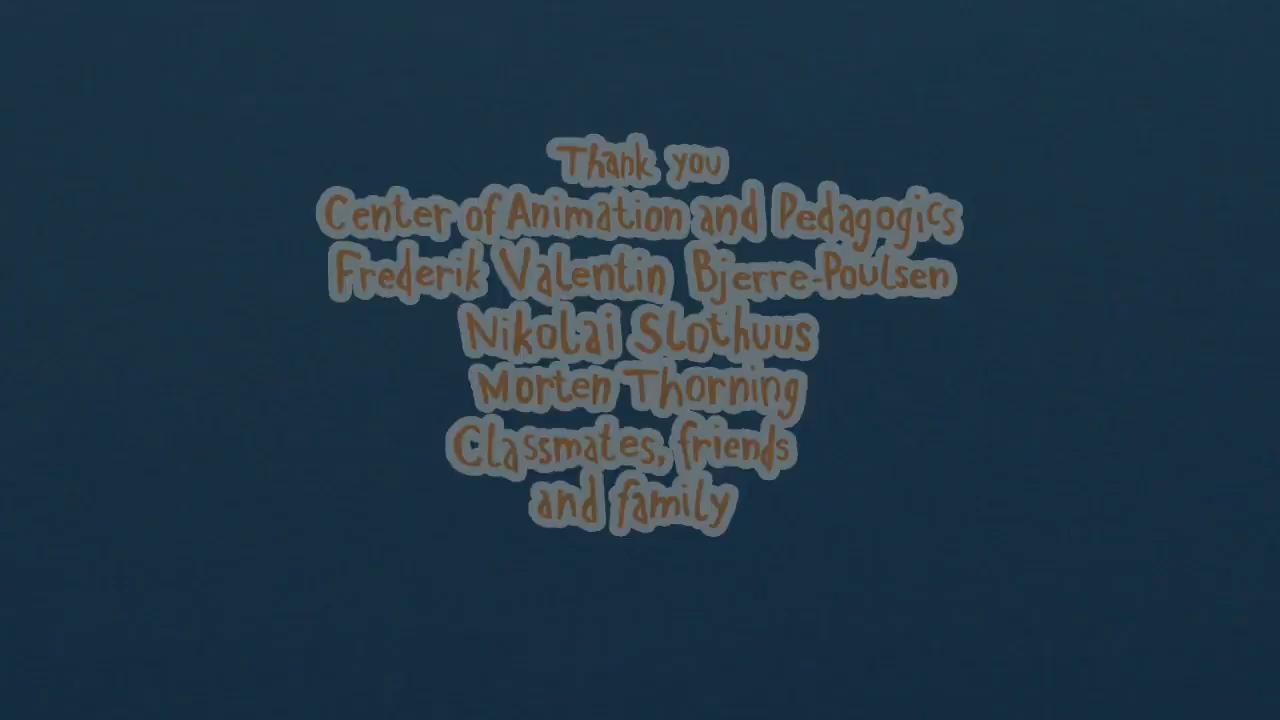 Thank you
Center of Animation and Pedagogics
Frederik Valentin Bjerre-Poulsen
Nikolai Slothuus
Morten Thorning
Classmates, friends
and family